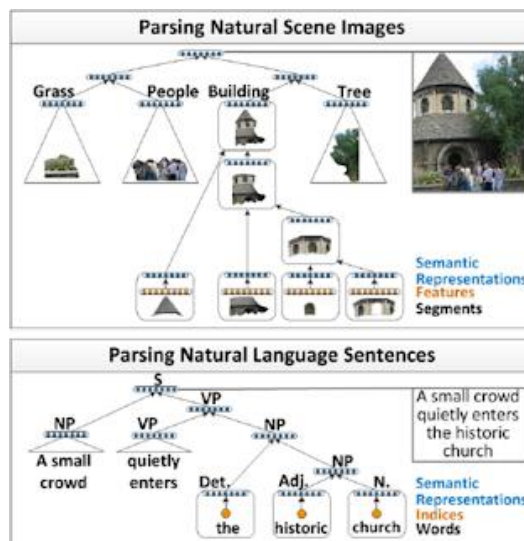 Parsing Natural Scene Images
Grass People Building Tree
Semantic
Representations
Features
Segments
Parsing Natural Language Sentences
S
VP
NP VP NP
A small
crowd
quietly
enters
NP
Det. Adj. N.
the historic church
A small crowd
quietly enters
the historic
church
Semantic
Representations
Indices
Words